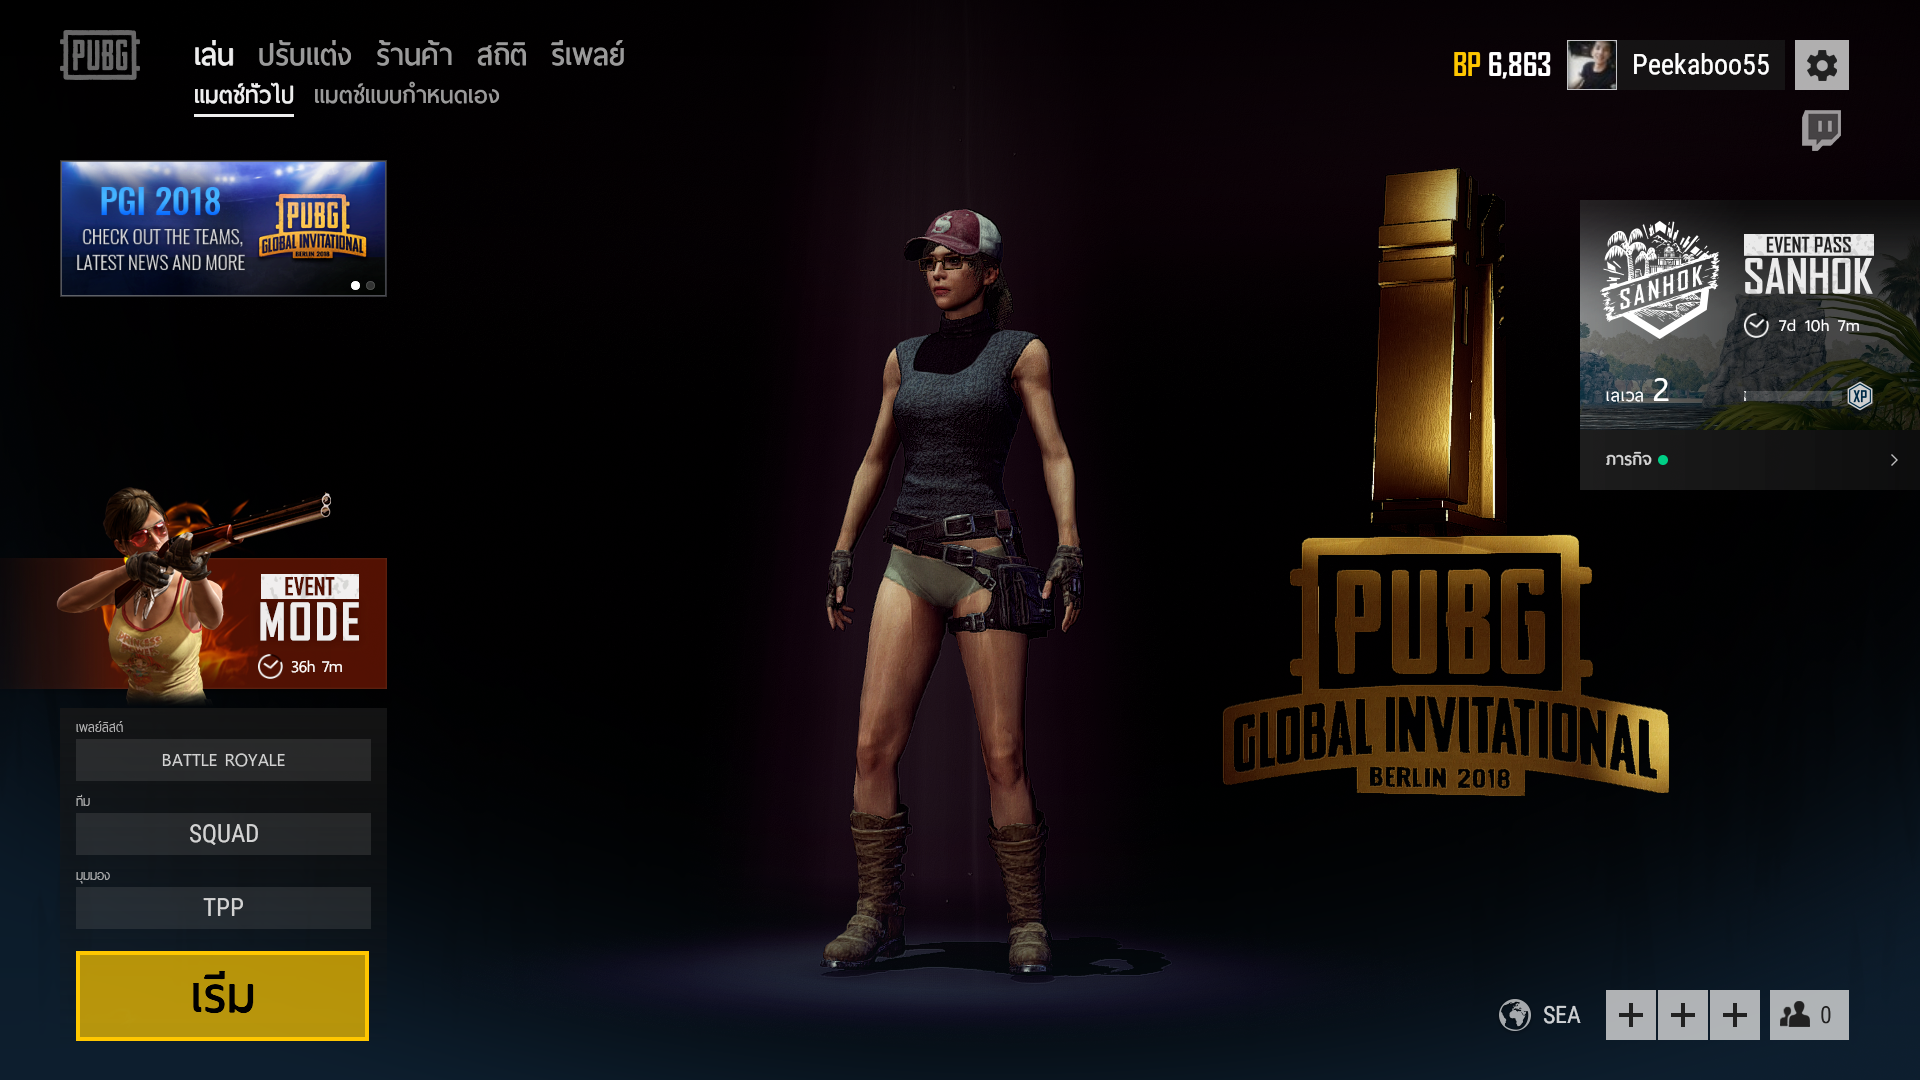 PUBG
เล่น ปรับแต่ง ร้านค้า สถิติ รีเพลย์
แมตช์ทั่วไป แมตช์แบบกำหนดเอง
BP 6,863
Peekaboo55
PGI 2018
CHECK OUT THE TEAMS,
LATEST NEWS AND MORE
PUBG
GLOBAL INVITATIONAL
BERLIN 2018
SANHOK
EVENT PASS
SANHOK
7d 10h 7m
เลเวล 2
XP
ภารกิจ
EVENT
MODE
36h 7m
เพลย์ลิสต์
BATTLE ROYALE
ทีม
SQUAD
มุมมอง
TPP
เริ่ม
PUBG
GLOBAL INVITATIONAL
BERLIN 2018
SEA
0